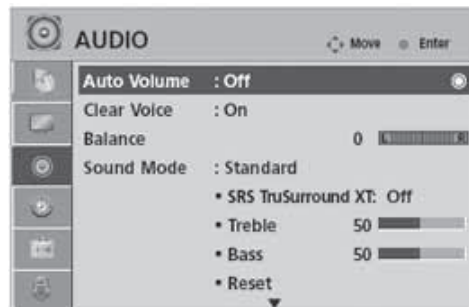 AUDIO Move Enter
Auto Volume : Off
Clear Voice : On
Balance 0 L R
Sound Mode : Standard
• SRS TruSurround XT: Off
• Treble 50
• Bass 50
• Reset